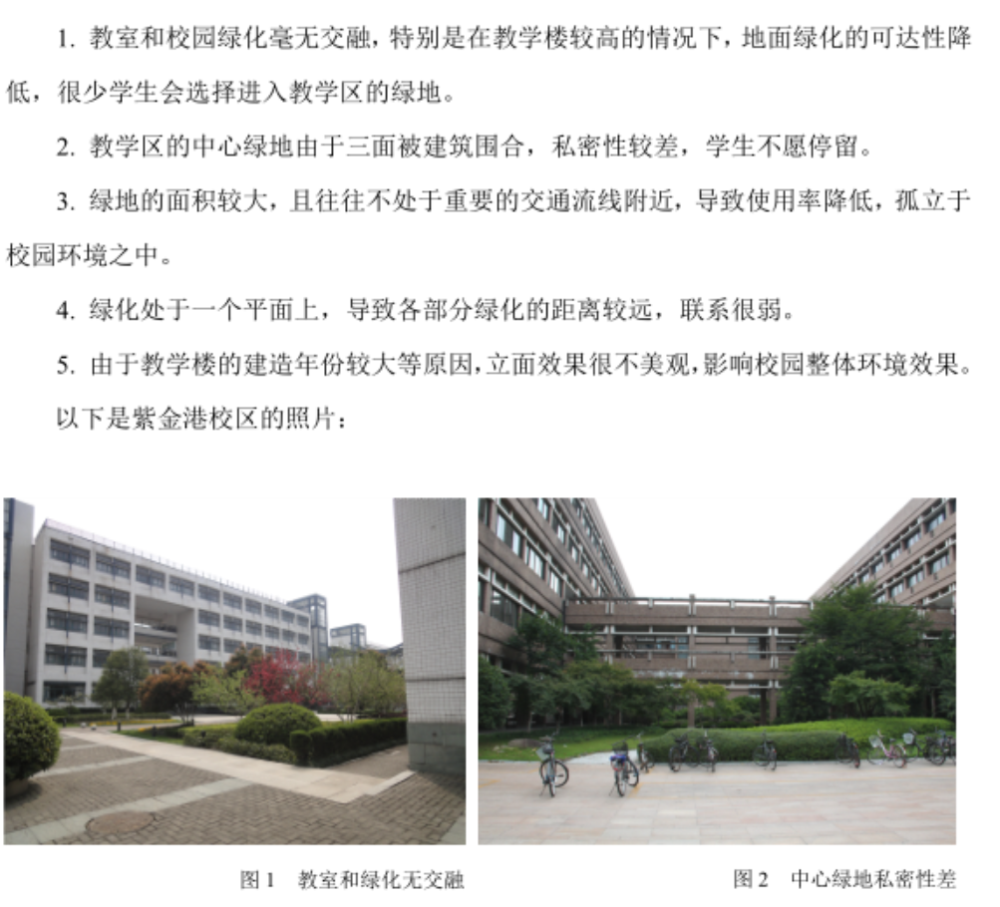 1. 教室和校园绿化毫无交融，特别是在教学楼较高的情况下，地面绿化的可达性降
低，很少学生会选择进入教学区的绿地。
2. 教学区的中心绿地由于三面被建筑围合，私密性较差，学生不愿停留。
3. 绿地的面积较大，且往往不处于重要的交通流线附近，导致使用率降低，孤立于
校园环境之中。
4. 绿化处于一个平面上，导致各部分绿化的距离较远，联系很弱。
5. 由于教学楼的建造年份较大等原因，立面效果很不美观，影响校园整体环境效果。
以下是紫金港校区的照片：
图 1 教室和绿化无交融
图 2 中心绿地私密性差